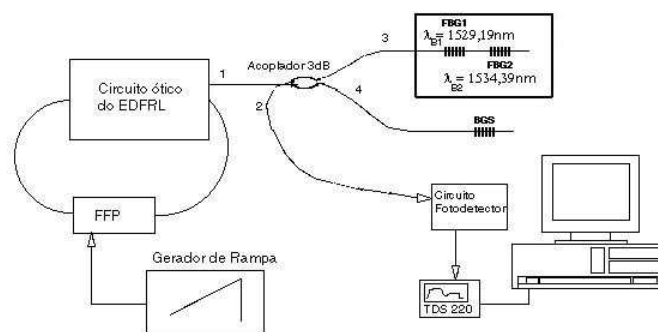 FBG1
λB1 = 1529,19nm
FBG2
λB2 = 1534,39nm
3
Acoplador 3dB
1
Circuito ótico
do EDFRL
2
4
BGS
FFP
Circuito
Fotodetector
Gerador de Rampa
TDS 220